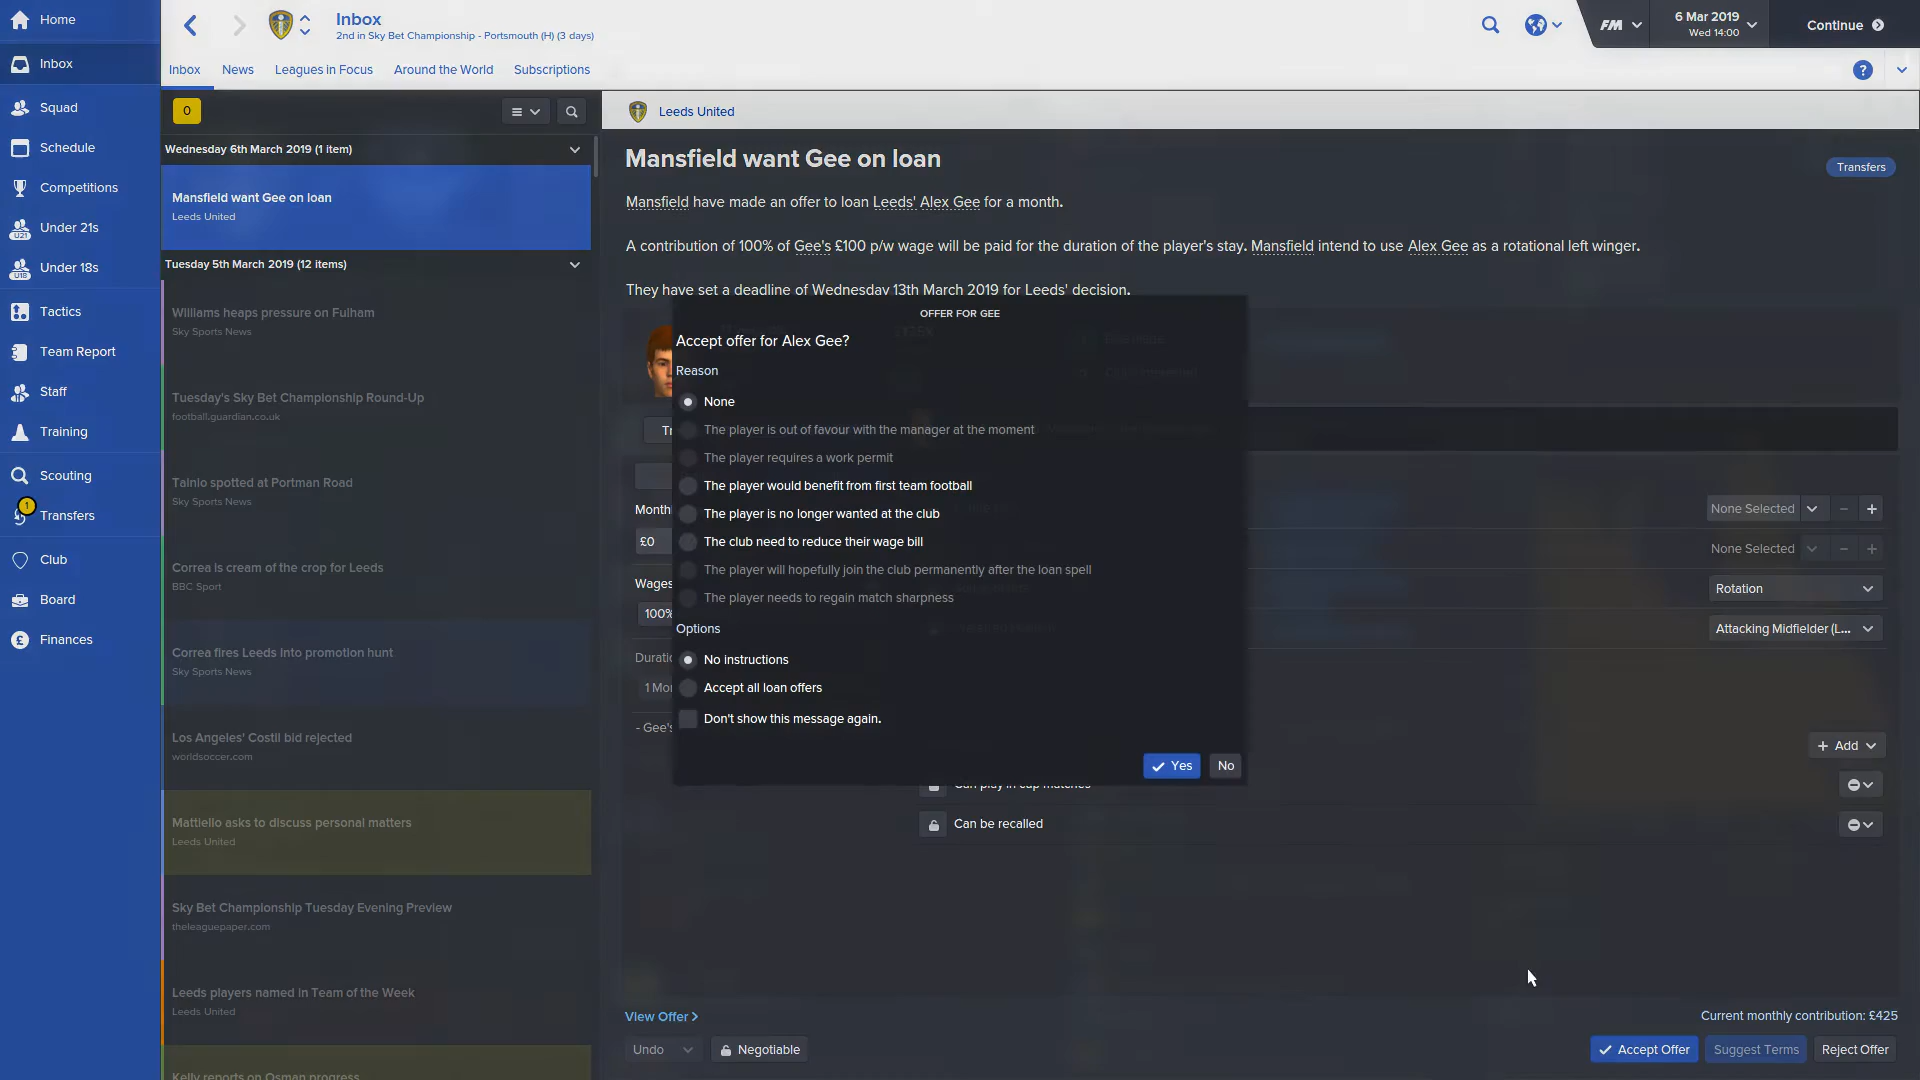 Home
Inbox
Squad
Schedule
Competitions
Under 21s
Under 18s
Tactics
Team Report
Staff
Training
Scouting
1
Transfers
Club
Board
Finances
Inbox
2nd in Sky Bet Championship - Portsmouth (H) (3 days)
FM
6 Mar 2019
Wed 14:00
Continue
Inbox
News
Leagues in Focus
Around the World
Subscriptions
?
0
Wednesday 6th March 2019 (1 item)
Mansfield want Gee on loan
Leeds United
Tuesday 5th March 2019 (12 items)
Williams heaps pressure on Fulham
Sky Sports News
Tuesday's Sky Bet Championship Round-Up
football.guardian.co.uk
Tainio spotted at Portman Road
Sky Sports News
Correa is cream of the crop for Leeds
BBC Sport
Correa fires Leeds into promotion hunt
Sky Sports News
Los Angeles' Costil bid rejected
worldsoccer.com
Mattiello asks to discuss personal matters
Leeds United
Sky Bet Championship Tuesday Evening Preview
theleaguepaper.com
Leeds players named in Team of the Week
Leeds United
Kelly reports on Osman progress
Leeds United
Mansfield want Gee on loan
Transfers
Mansfield have made an offer to loan Leeds' Alex Gee for a month.
A contribution of 100% of Gee's £100 p/w wage will be paid for the duration of the player's stay. Mansfield intend to use Alex Gee as a rotational left winger.
They have set a deadline of Wednesday 13th March 2019 for Leeds' decision.
OFFER FOR GEE
Accept offer for Alex Gee?
Reason
None
The player is out of favour with the manager at the moment
The player requires a work permit
The player would benefit from first team football
The player is no longer wanted at the club
The club need to reduce their wage bill
The player will hopefully join the club permanently after the loan spell
The player needs to regain match sharpness
Options
No instructions
Accept all loan offers
Don't show this message again.
Yes
No
£0
Wages
100%
- Gee's
None Selected
None Selected
Rotation
Attacking Midfielder (L...
Add
Can play in cup matches
Can be recalled
View Offer >
Current monthly contribution: £425
Undo
Negotiable
Accept Offer
Suggest Terms
Reject Offer